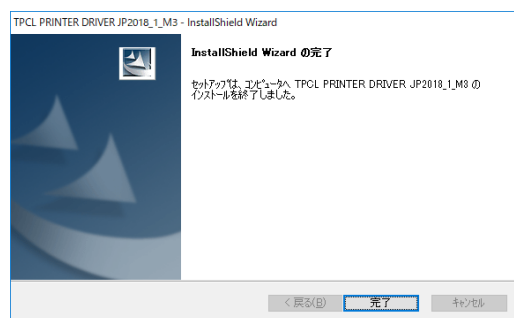 TPCL PRINTER DRIVER JP2018_1_M3 - InstallShield Wizard
InstallShield Wizard の完了
セットアップは、コンピュータへ TPCL PRINTER DRIVER JP2018_1_M3 の
インストールを終了しました。
< 戻る(B) 完了 キャンセル